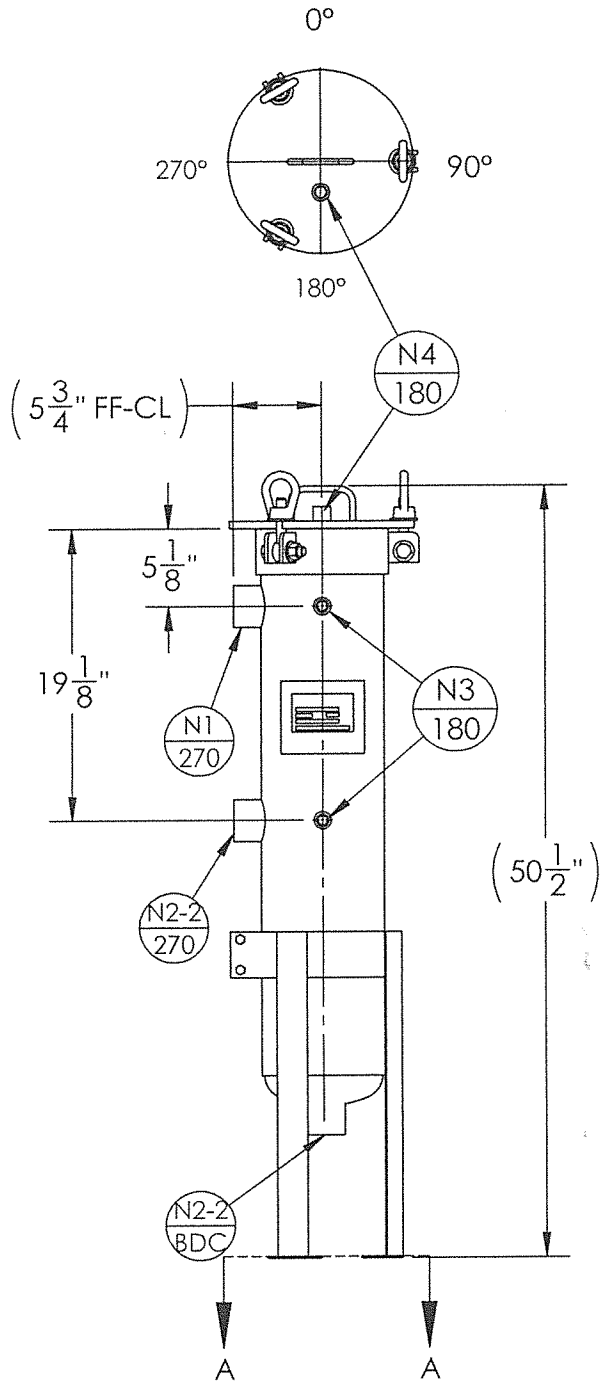 0°
270°
90°
180°
N4
180
(5 3/4" FF-CL)
5 1/8"
19 1/8"
N1
270
N3
180
(50 1/2")
N2-2
270
N2-2
BDC
A
A